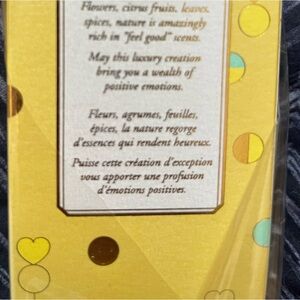 Flowers, citrus fruits, leaves,
spices, nature is amazingly
rich in "feel good" scents.
May this luxury creation
bring you a wealth of
positive emotions.
Fleurs, agrumes, feuilles,
épices, la nature regorge
d'essences qui rendent heureux.
Puisse cette création d'exception
vous apporter une profusion
d'émotions positives.